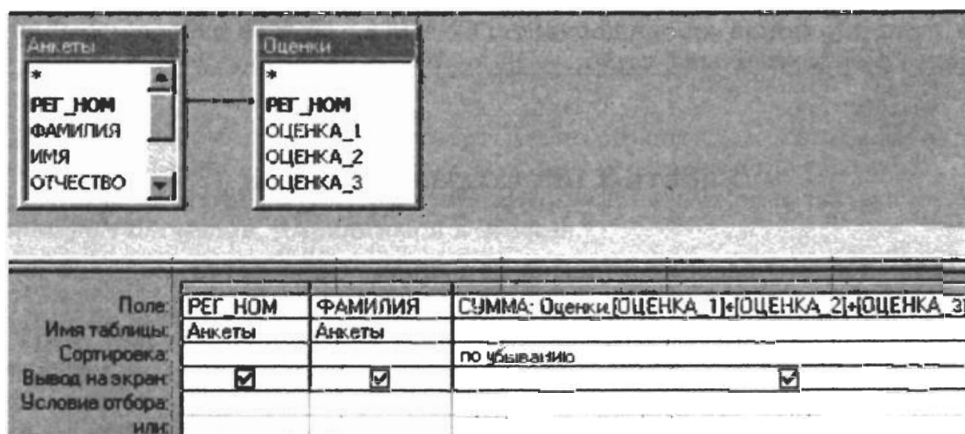 Анкеты
*
РЕГ_НОМ
ФАМИЛИЯ
ИМЯ
ОТЧЕСТВО
Оценки
*
РЕГ_НОМ
ОЦЕНКА_1
ОЦЕНКА_2
ОЦЕНКА_3
Поле: РЕГ_НОМ ФАМИЛИЯ СУММА: Оценки.[ОЦЕНКА_1]+[ОЦЕНКА_2]+[ОЦЕНКА_3]
Имя таблицы: Анкеты Анкеты
Сортировка: по убыванию
Вывод на экран:
Условие отбора:
или: